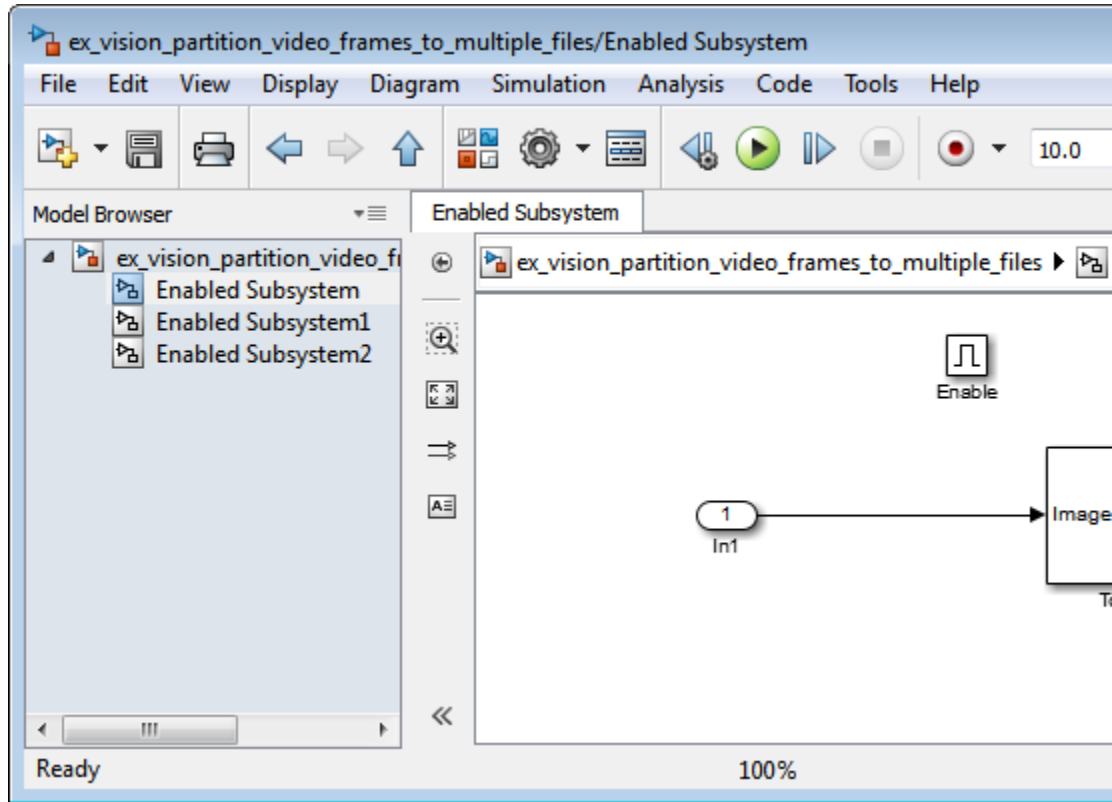 ex_vision_partition_video_frames_to_multiple_files/Enabled Subsystem
File Edit View Display Diagram Simulation Analysis Code Tools Help
10.0
Model Browser
Enabled Subsystem
ex_vision_partition_video_fr
ex_vision_partition_video_frames_to_multiple_files
Enabled Subsystem
Enabled Subsystem1
Enabled Subsystem2
Enable
1
Image
In1
Ready
100%